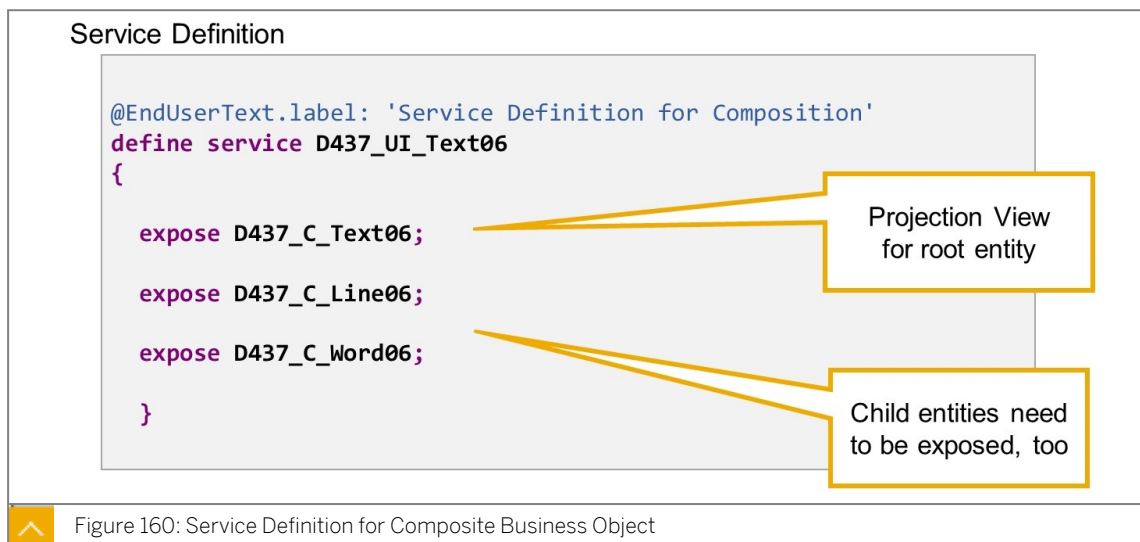 Service Definition
@EndUserText.label: 'Service Definition for Composition'
define service D437_UI_Text06
{
expose D437_C_Text06;
expose D437_C_Line06;
expose D437_C_Word06;
}
Projection View
for root entity
Child entities need
to be exposed, too
Figure 160: Service Definition for Composite Business Object